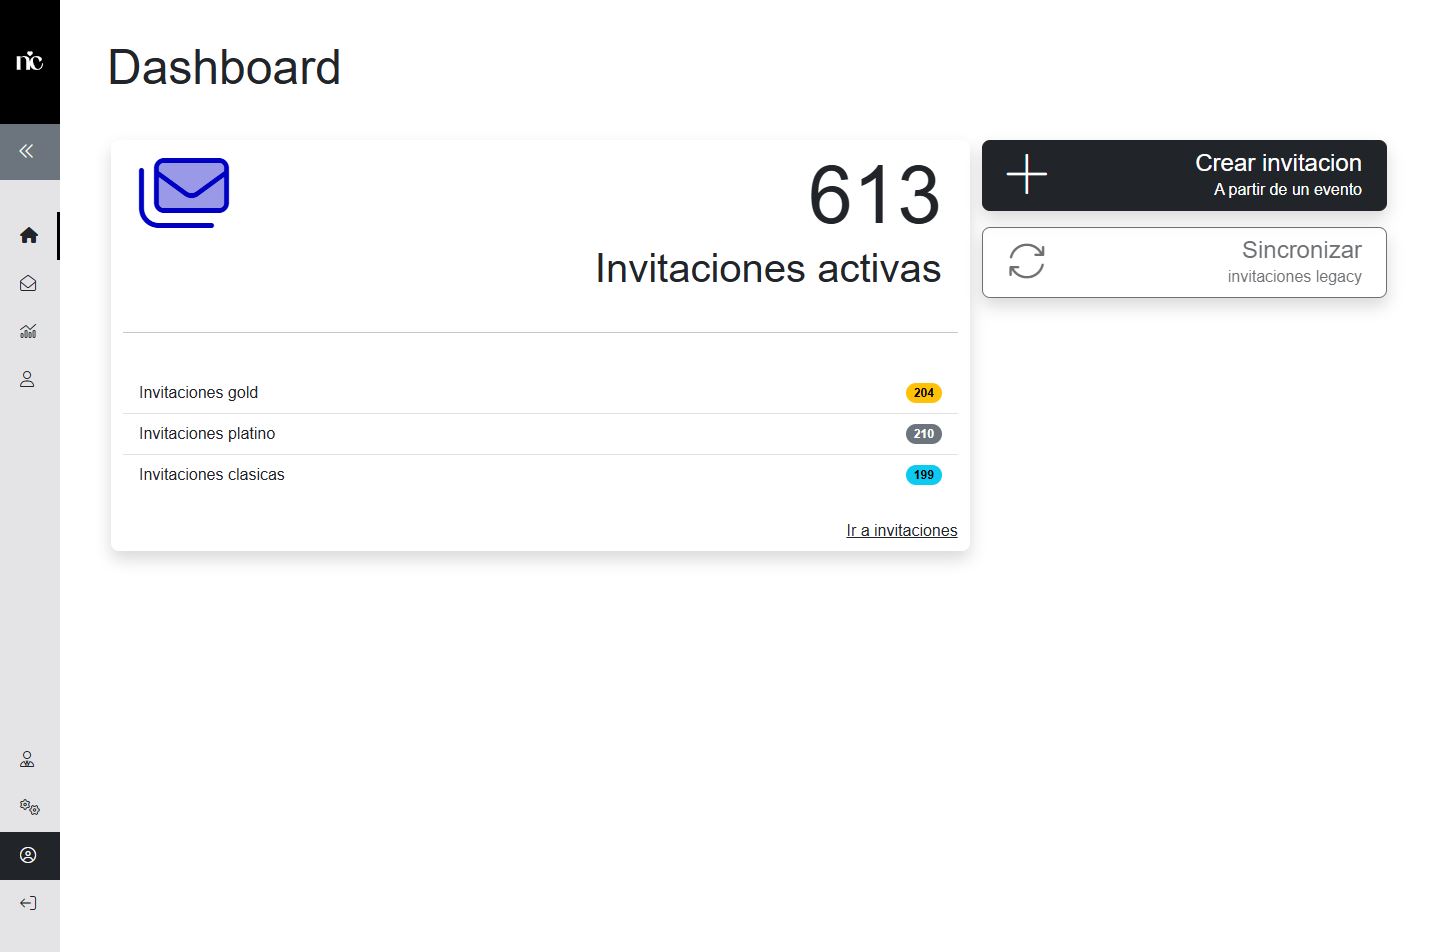 nc
Dashboard
613
Invitaciones activas
Invitaciones gold 204
Invitaciones platino 210
Invitaciones clasicas 199
Ir a invitaciones
Crear invitacion
A partir de un evento
Sincronizar
invitaciones legacy